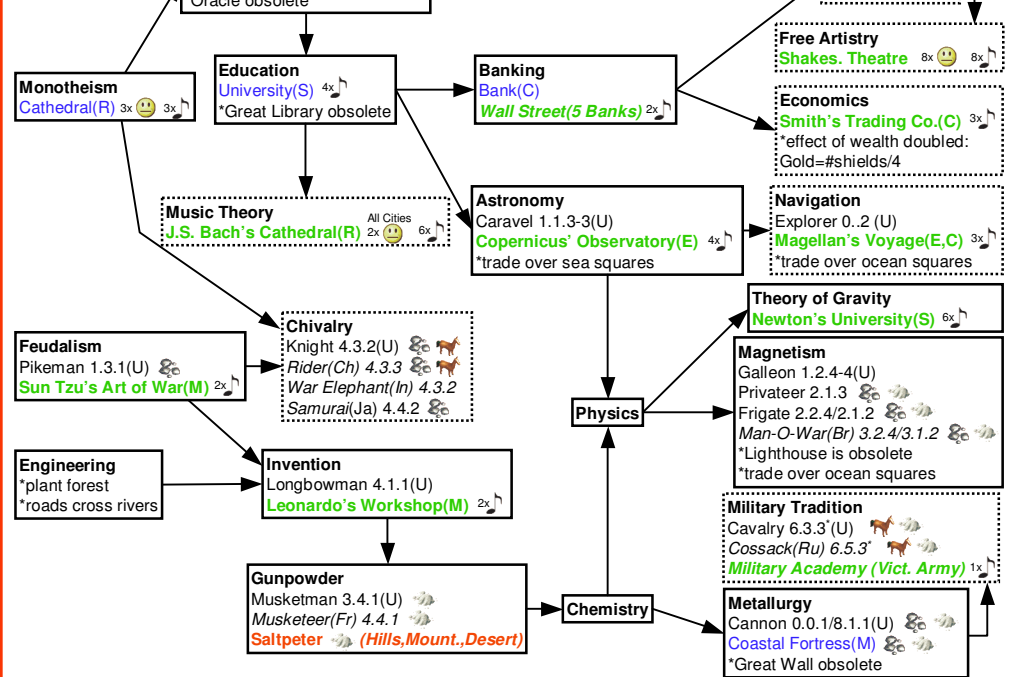 Oracle obsolete
Free Artistry
Shakes. Theatre 8x 8x
Education
University(S) 4x
*Great Library obsolete
Banking
Bank(C)
Wall Street(5 Banks) 2x
Monotheism
Cathedral(R) 3x 3x
Economics
Smith's Trading Co.(C) 3x
*effect of wealth doubled:
Gold=#shields/4
Music Theory
All Cities
J.S. Bach's Cathedral(R) 2x 6x
Astronomy
Caravel 1.1.3-3(U)
Copernicus' Observatory(E) 4x
*trade over sea squares
Navigation
Explorer 0..2 (U)
Magellan's Voyage(E,C) 3x
*trade over ocean squares
Theory of Gravity
Newton's University(S) 6x
Feudalism
Pikeman 1.3.1(U)
Sun Tzu's Art of War(M) 2x
Chivalry
Knight 4.3.2(U)
Rider(Ch) 4.3.3
War Elephant(In) 4.3.2
Samurai(Ja) 4.4.2
Physics
Magnetism
Galleon 1.2.4-4(U)
Privateer 2.1.3
Frigate 2.2.4/2.1.2
Man-O-War(Br) 3.2.4/3.1.2
*Lighthouse is obsolete
*trade over ocean squares
Engineering
*plant forest
*roads cross rivers
Invention
Longbowman 4.1.1(U)
Leonardo's Workshop(M) 2x
Military Tradition
Cavalry 6.3.3*(U)
Cossack(Ru) 6.5.3*
Military Academy (Vict. Army) 1x
Gunpowder
Musketman 3.4.1(U)
Musketeer(Fr) 4.4.1
Saltpeter (Hills,Mount.,Desert)
Chemistry
Metallurgy
Cannon 0.0.1/8.1.1(U)
Coastal Fortress(M)
*Great Wall obsolete